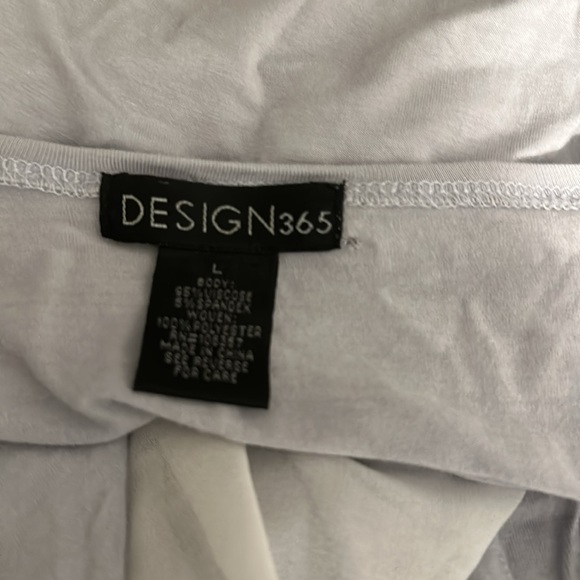 DESIGN365
L
BODY:
95% VISCOSE
5% SPANDEX
WOVEN:
100% POLYESTER
MADE IN CHINA
SEE REVERSE
FOR CARE